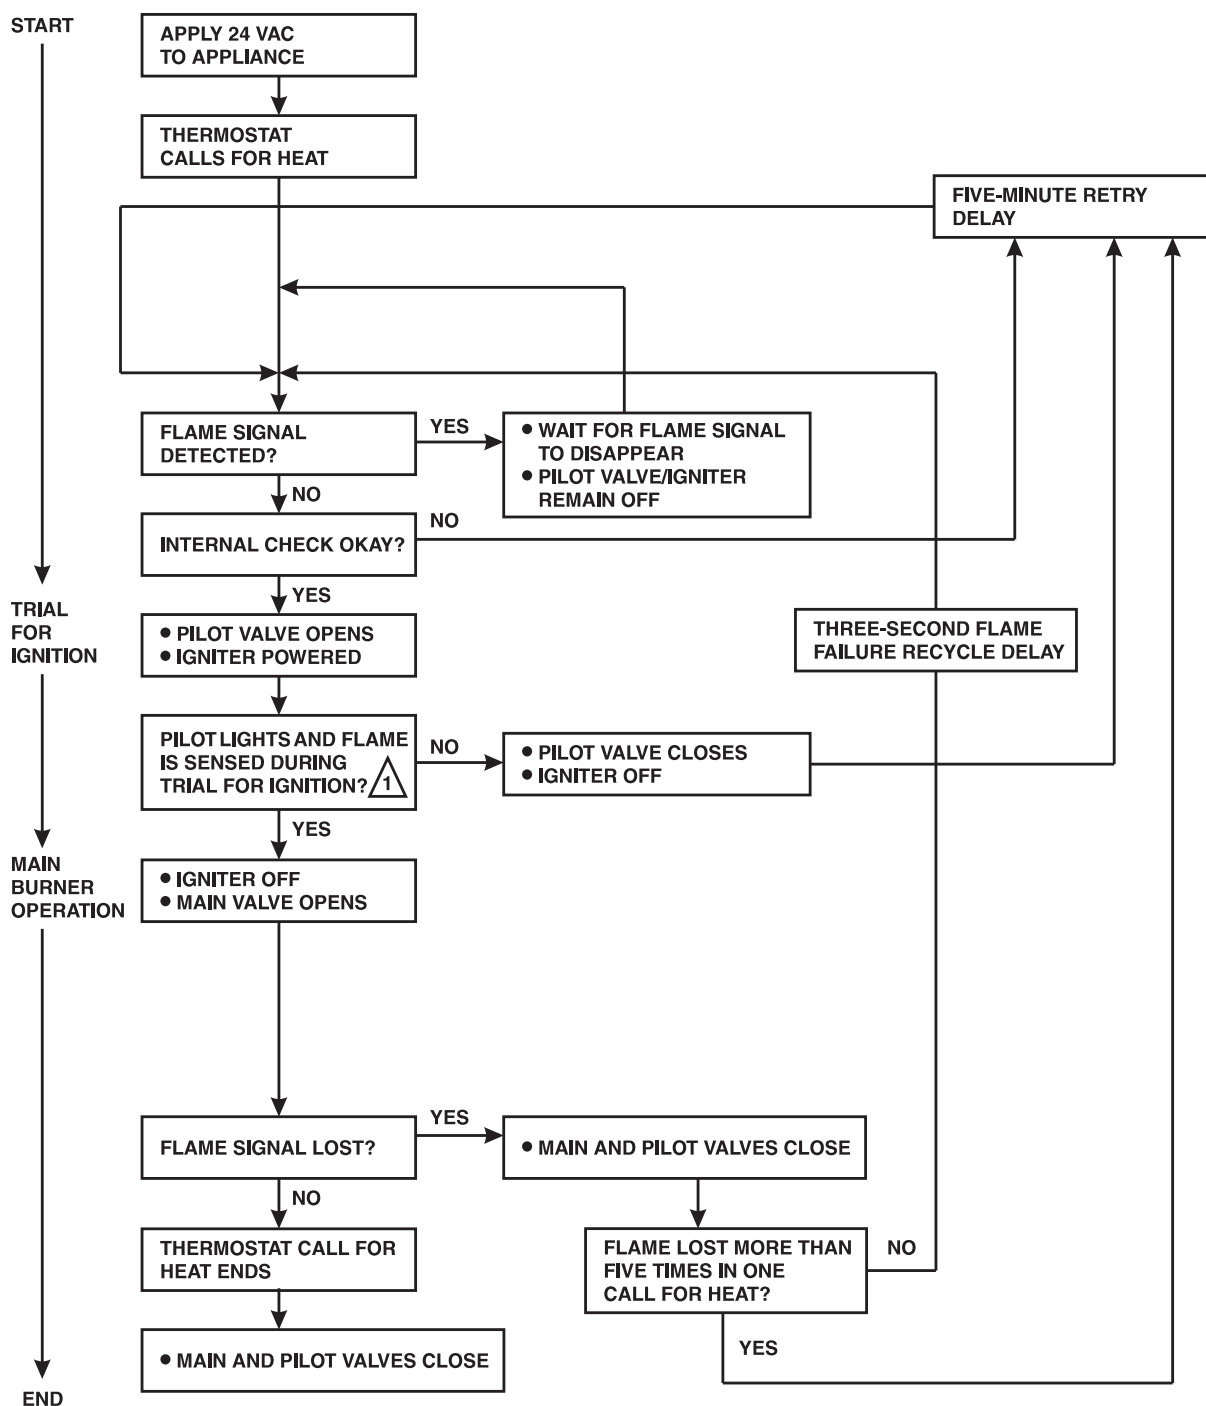 START
APPLY 24 VAC
TO APPLIANCE
THERMOSTAT
CALLS FOR HEAT
FIVE-MINUTE RETRY
DELAY
FLAME SIGNAL
DETECTED?
YES
● WAIT FOR FLAME SIGNAL
TO DISAPPEAR
● PILOT VALVE/IGNITER
REMAIN OFF
NO
INTERNAL CHECK OKAY?
NO
YES
TRIAL
FOR
IGNITION
● PILOT VALVE OPENS
● IGNITER POWERED
THREE-SECOND FLAME
FAILURE RECYCLE DELAY
PILOT LIGHTS AND FLAME
IS SENSED DURING
TRIAL FOR IGNITION? 1
NO
● PILOT VALVE CLOSES
● IGNITER OFF
YES
MAIN
BURNER
OPERATION
● IGNITER OFF
● MAIN VALVE OPENS
FLAME SIGNAL LOST?
YES
● MAIN AND PILOT VALVES CLOSE
NO
THERMOSTAT CALL FOR
HEAT ENDS
FLAME LOST MORE THAN
FIVE TIMES IN ONE
CALL FOR HEAT?
NO
YES
● MAIN AND PILOT VALVES CLOSE
END